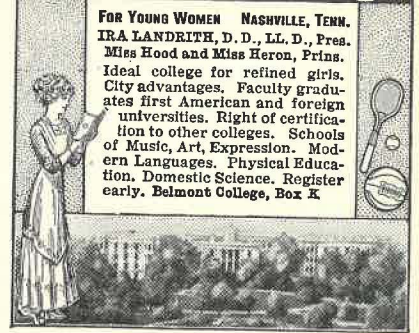 FOR YOUNG WOMEN NASHVILLE, TENN.
IRA LANDRITH, D. D., LL. D., Pres.
Miss Hood and Miss Heron, Prins.
Ideal college for refined girls.
City advantages. Faculty gradu-
ates first American and foreign
universities. Right of certifica-
tion to other colleges. Schools
of Music, Art, Expression. Mod-
ern Languages. Physical Educa-
tion. Domestic Science. Register
early. Belmont College, Box K